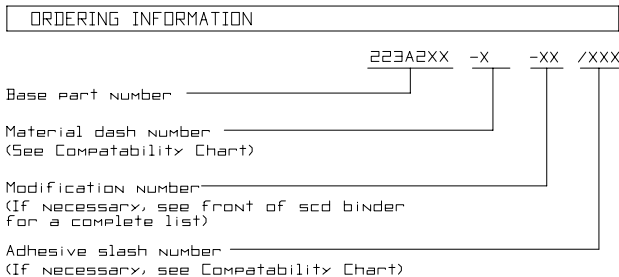 ORDERING INFORMATION
223A2XX -X -XX /XXX
Base part number
Material dash number
(See Compatability Chart)
Modification number
(If necessary, see front of scd binder
for a complete list)
Adhesive slash number
(If necessary, see Compatability Chart)